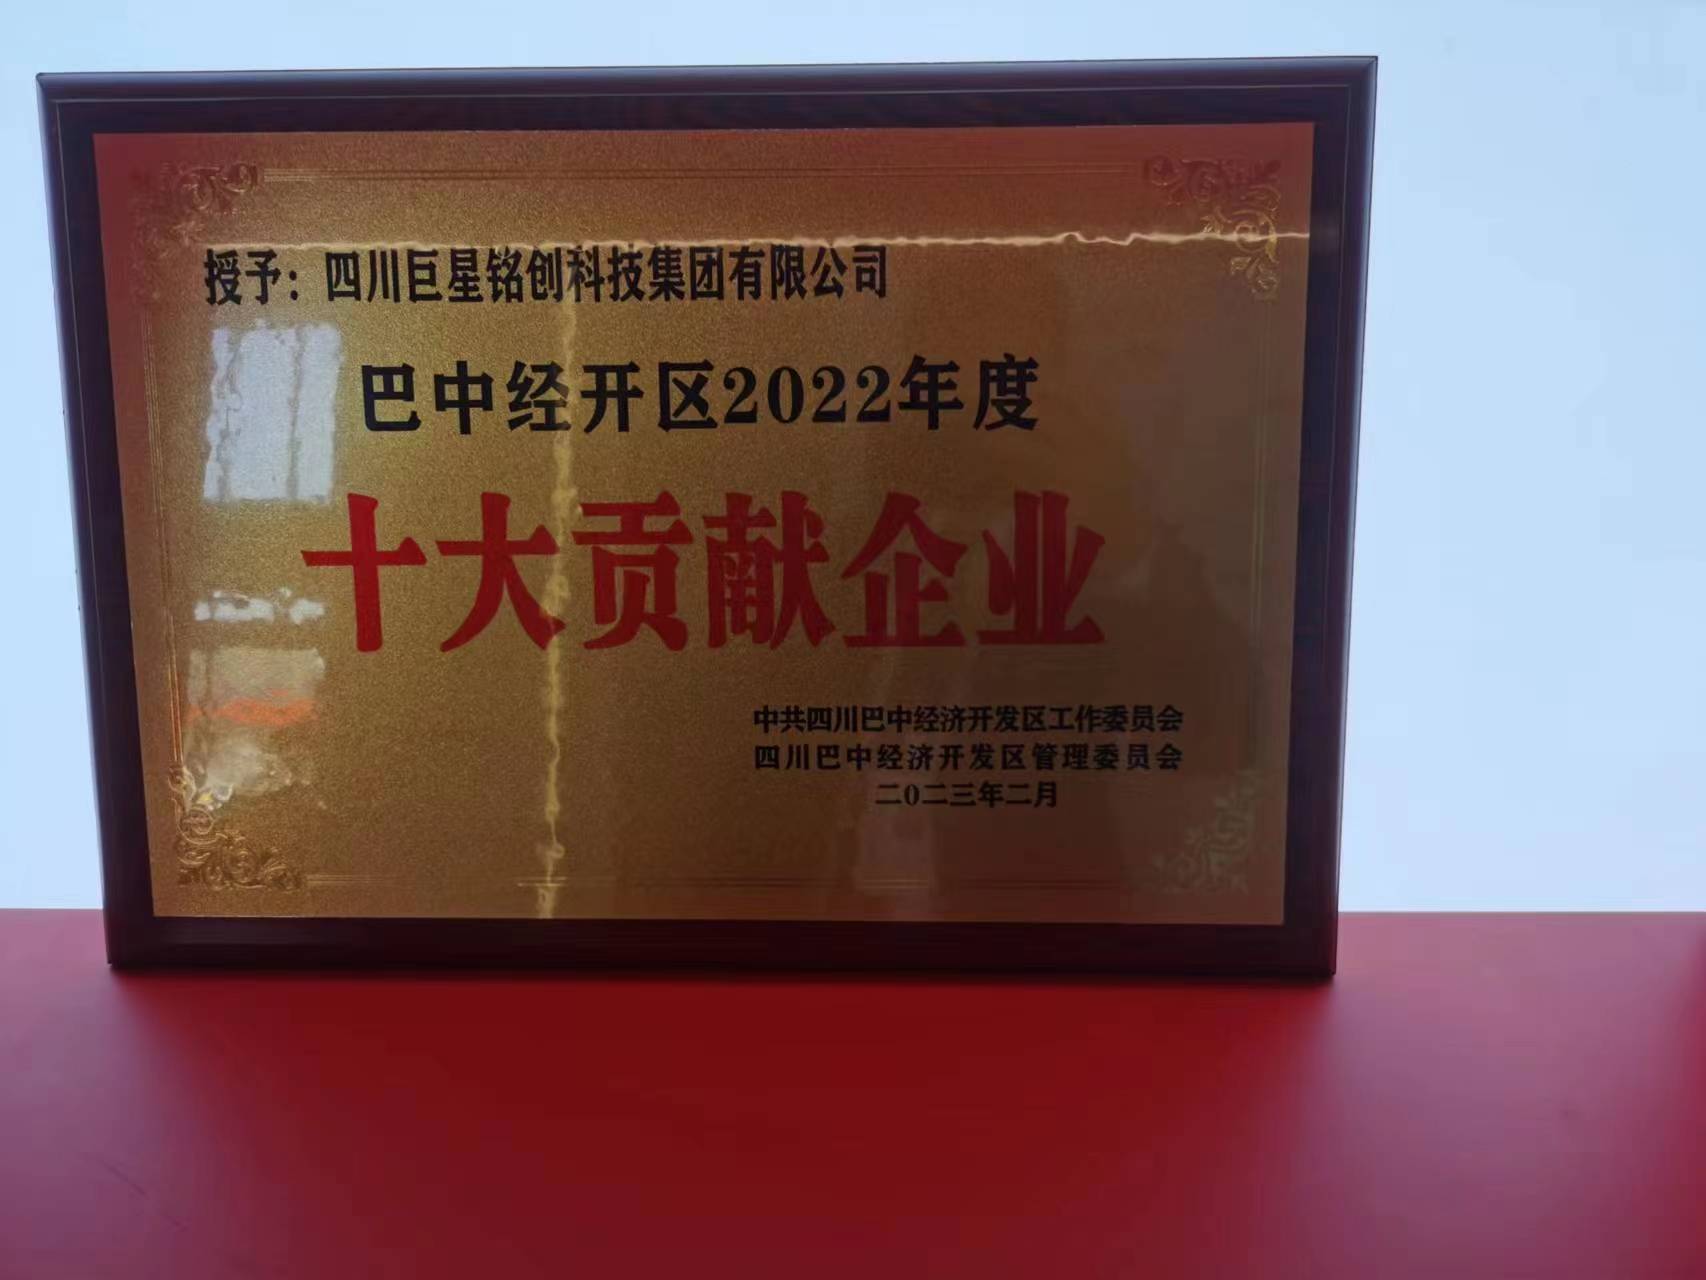 授予：四川巨星铭创科技集团有限公司
巴中经开区2022年度
十大贡献企业
中共四川巴中经济开发区工作委员会
四川巴中经济开发区管理委员会
二0二三年二月